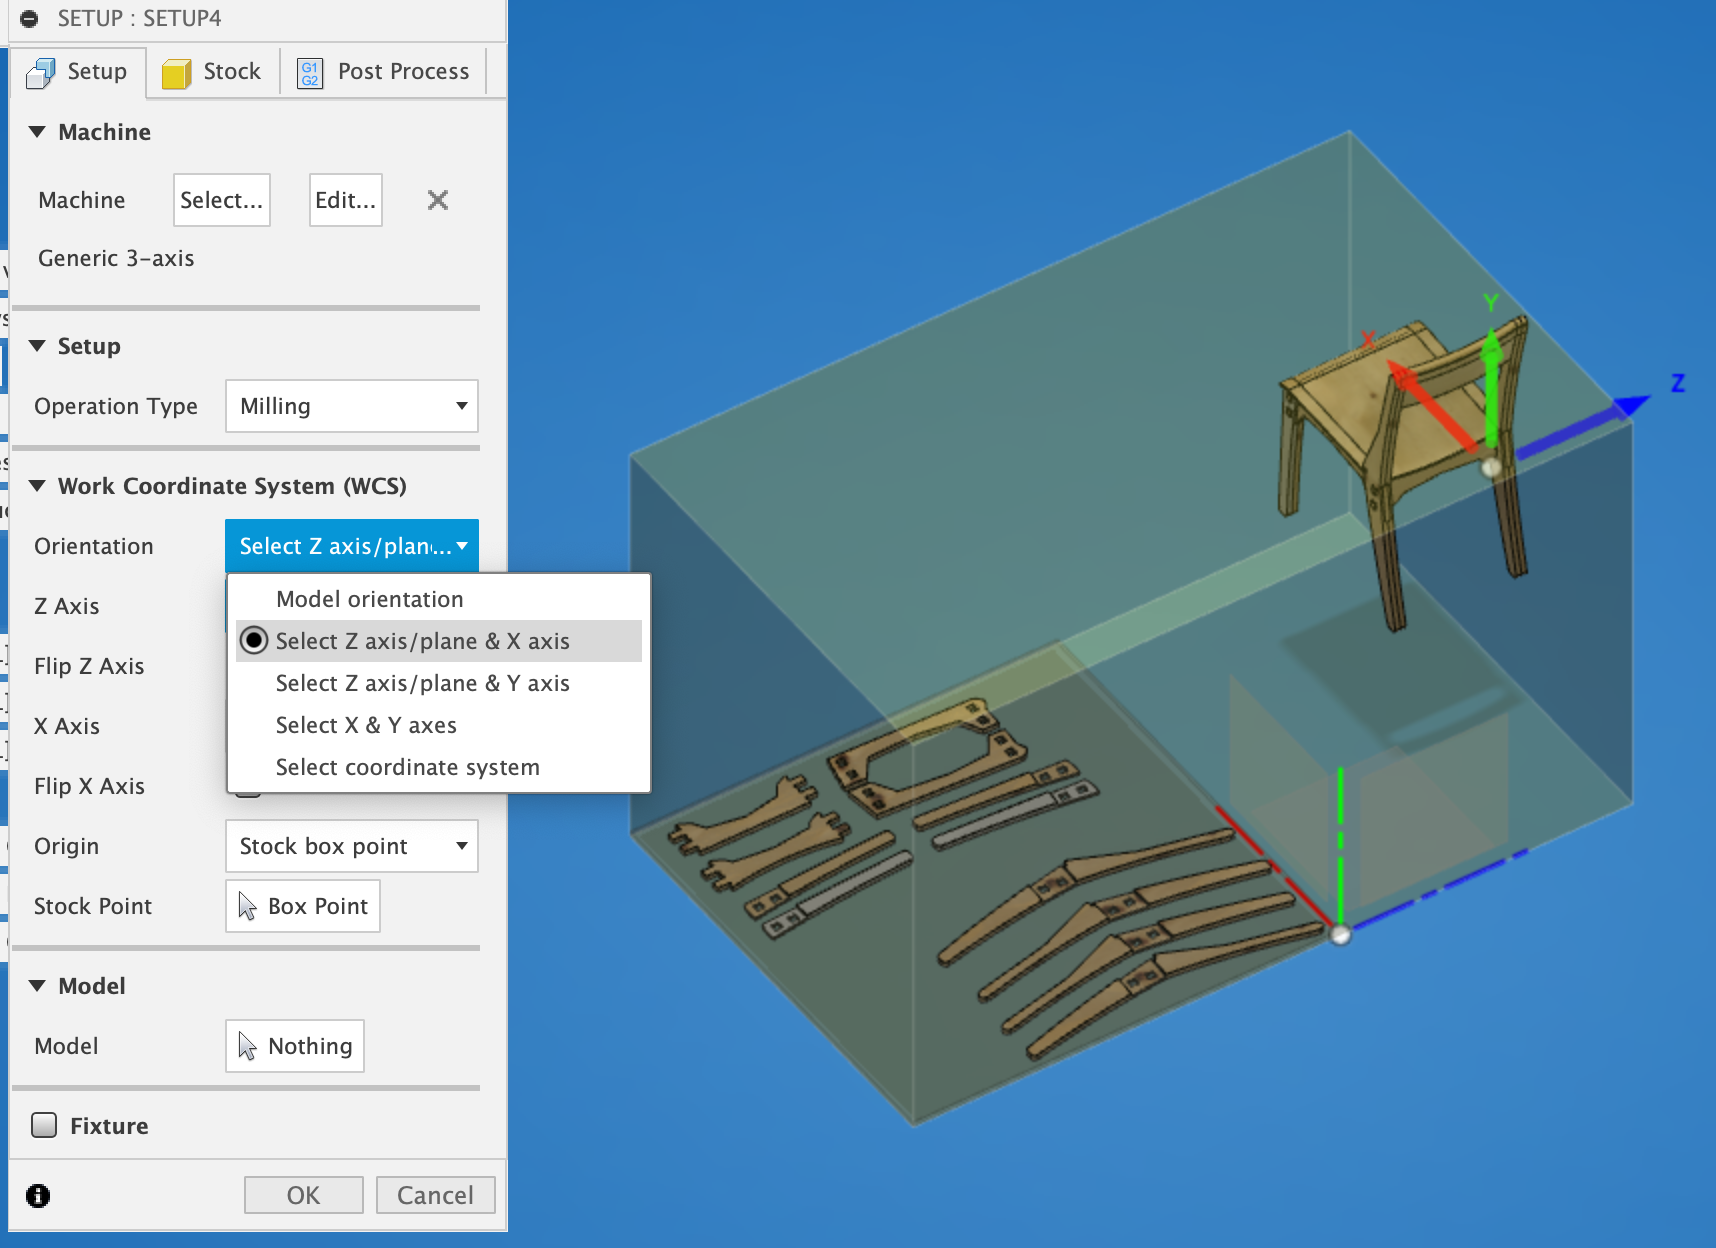 SETUP : SETUP4
Setup
Stock
G1
G2
Post Process
Machine
Machine
Select...
Edit...
Generic 3-axis
Setup
Operation Type
Milling
Work Coordinate System (WCS)
Orientation
Select Z axis/plan...
Z Axis
Model orientation
Select Z axis/plane & X axis
Flip Z Axis
Select Z axis/plane & Y axis
X Axis
Select X & Y axes
Select coordinate system
Flip X Axis
Origin
Stock box point
Stock Point
Box Point
Model
Model
Nothing
Fixture
OK
Cancel
Y
X
Z